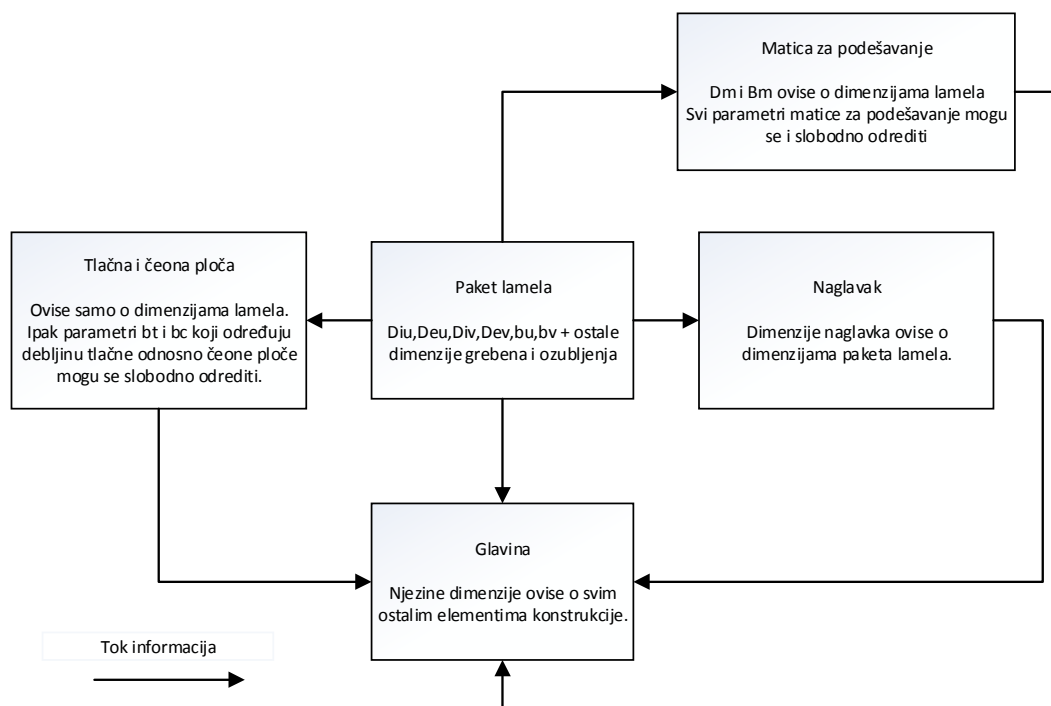 Matica za podešavanje
Dm i Bm ovise o dimenzijama lamela
Svi parametri matice za podešavanje mogu
se i slobodno odrediti
Tlačna i čeona ploča
Ovise samo o dimenzijama lamela.
Ipak parametri bt i bc koji određuju
debljinu tlačne odnosno čeone ploče
mogu se slobodno odrediti.
Paket lamela
Diu,Deu,Div,Dev,bu,bv + ostale
dimenzije grebena i ozubljenja
Naglavak
Dimenzije naglavka ovise o
dimenzijama paketa lamela.
Glavina
Njezine dimenzije ovise o svim
ostalim elementima konstrukcije.
Tok informacija